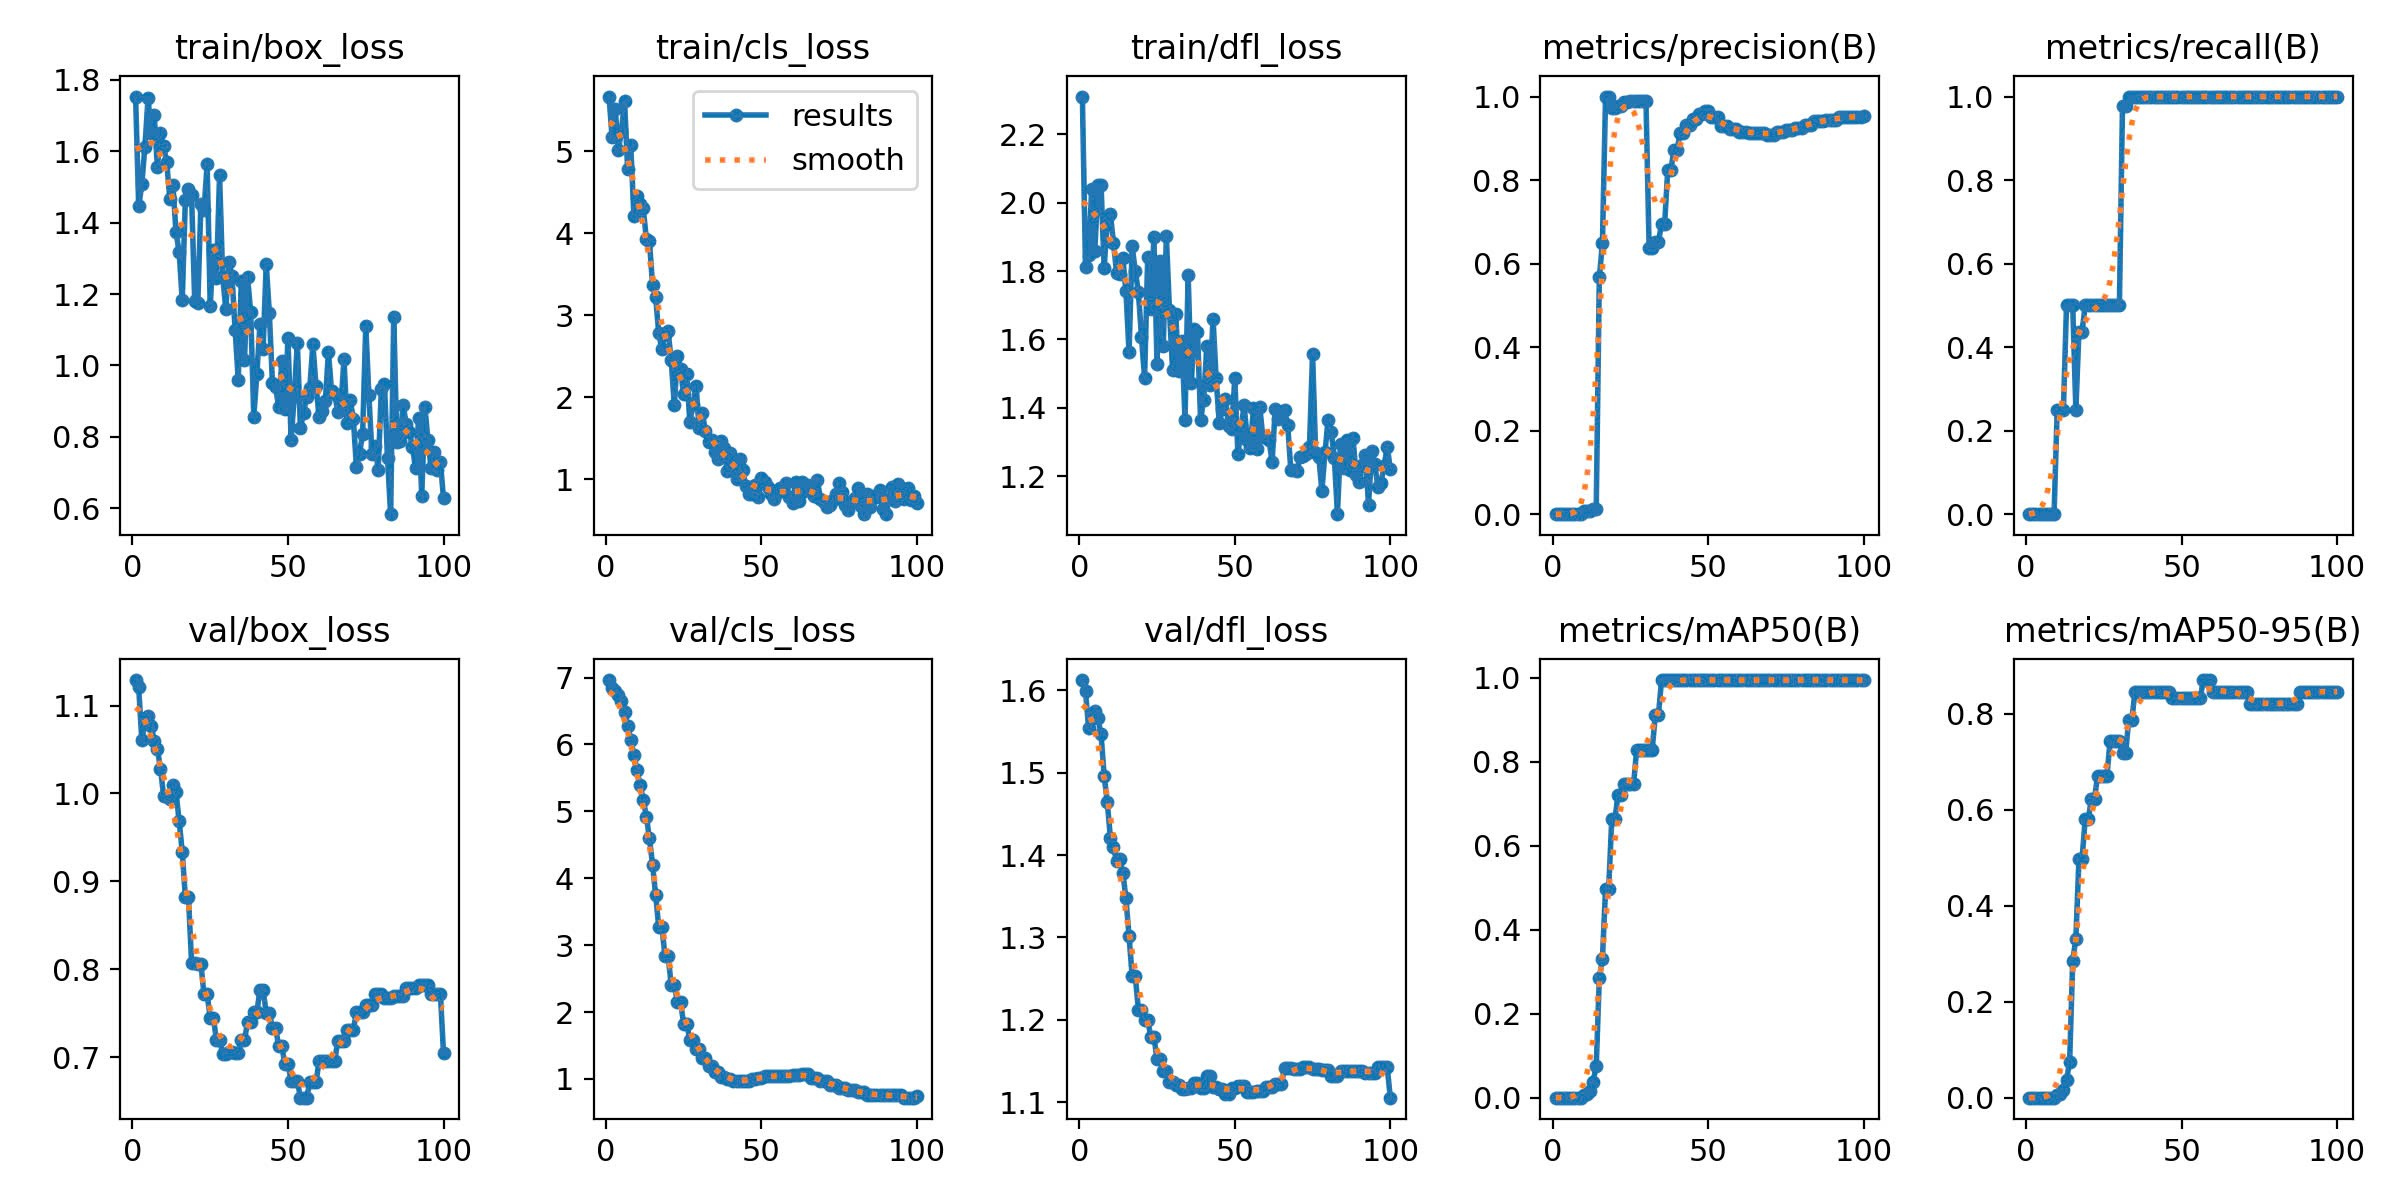 train/box_loss
1.8
1.6
1.4
1.2
1.0
0.8
0.6
0 50 100
train/cls_loss
results
smooth
5
4
3
2
1
0 50 100
train/dfl_loss
2.2
2.0
1.8
1.6
1.4
1.2
0 50 100
metrics/precision(B)
1.0
0.8
0.6
0.4
0.2
0.0
0 50 100
metrics/recall(B)
1.0
0.8
0.6
0.4
0.2
0.0
0 50 100
val/box_loss
1.1
1.0
0.9
0.8
0.7
0 50 100
val/cls_loss
7
6
5
4
3
2
1
0 50 100
val/dfl_loss
1.6
1.5
1.4
1.3
1.2
1.1
0 50 100
metrics/mAP50(B)
1.0
0.8
0.6
0.4
0.2
0.0
0 50 100
metrics/mAP50-95(B)
0.8
0.6
0.4
0.2
0.0
0 50 100